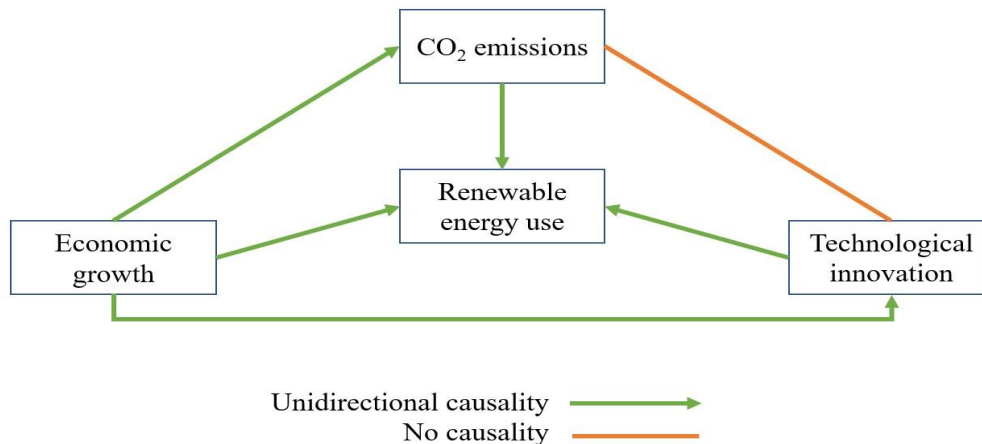 CO₂ emissions
Renewable
energy use
Economic
growth
Technological
innovation
Unidirectional causality
No causality